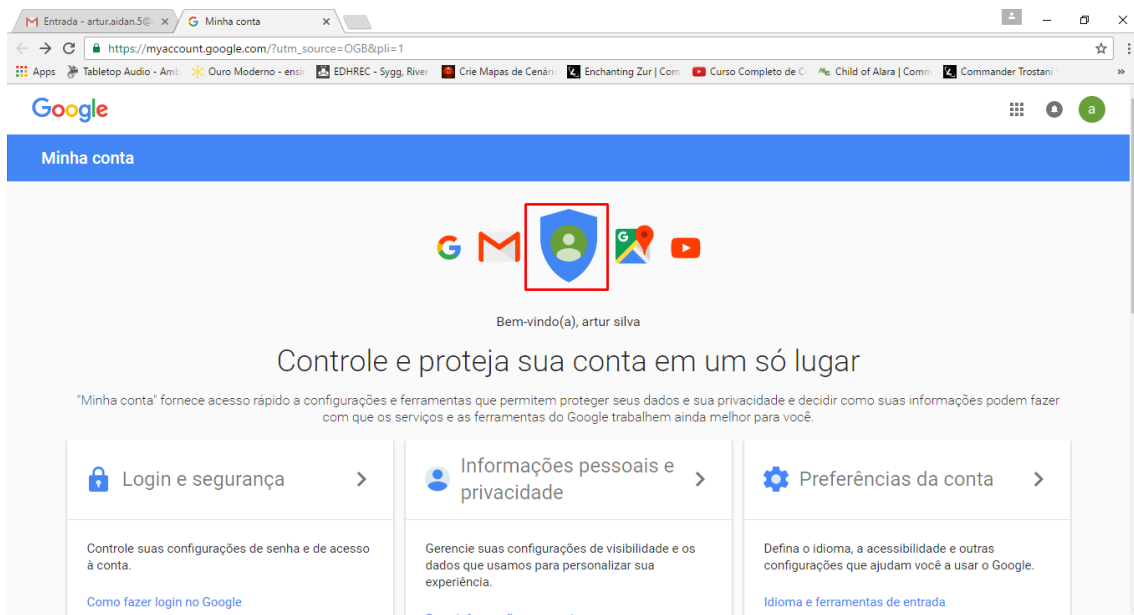 Entrada - artur.aidan.5@
Minha conta
https://myaccount.google.com/?utm_source=OGB&pli=1
Apps
Tabletop Audio - Amb
Ouro Moderno - ensin
EDHREC - Sygg, River
Crie Mapas de Cenári
Enchanting Zur | Com
Curso Completo de C
Child of Alara | Comm
Commander Trostani
»
Google
a
Minha conta
G
G
Bem-vindo(a), artur silva
Controle e proteja sua conta em um só lugar
"Minha conta" fornece acesso rápido a configurações e ferramentas que permitem proteger seus dados e sua privacidade e decidir como suas informações podem fazer
com que os serviços e as ferramentas do Google trabalhem ainda melhor para você.
Login e segurança
Controle suas configurações de senha e de acesso
à conta.
Como fazer login no Google
Informações pessoais e
privacidade
Gerencie suas configurações de visibilidade e os
dados que usamos para personalizar sua
experiência.
Preferências da conta
Defina o idioma, a acessibilidade e outras
configurações que ajudam você a usar o Google.
Idioma e ferramentas de entrada